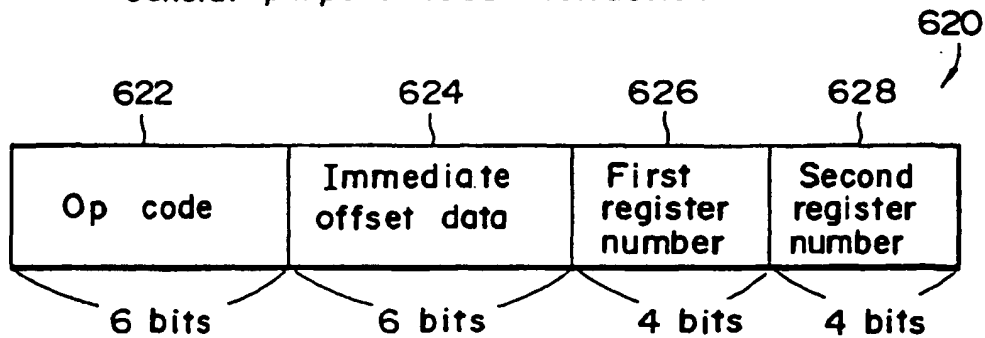 620
622 624 626 628
Op code
Immediate offset data
First register number
Second register number
6 bits 6 bits 4 bits 4 bits